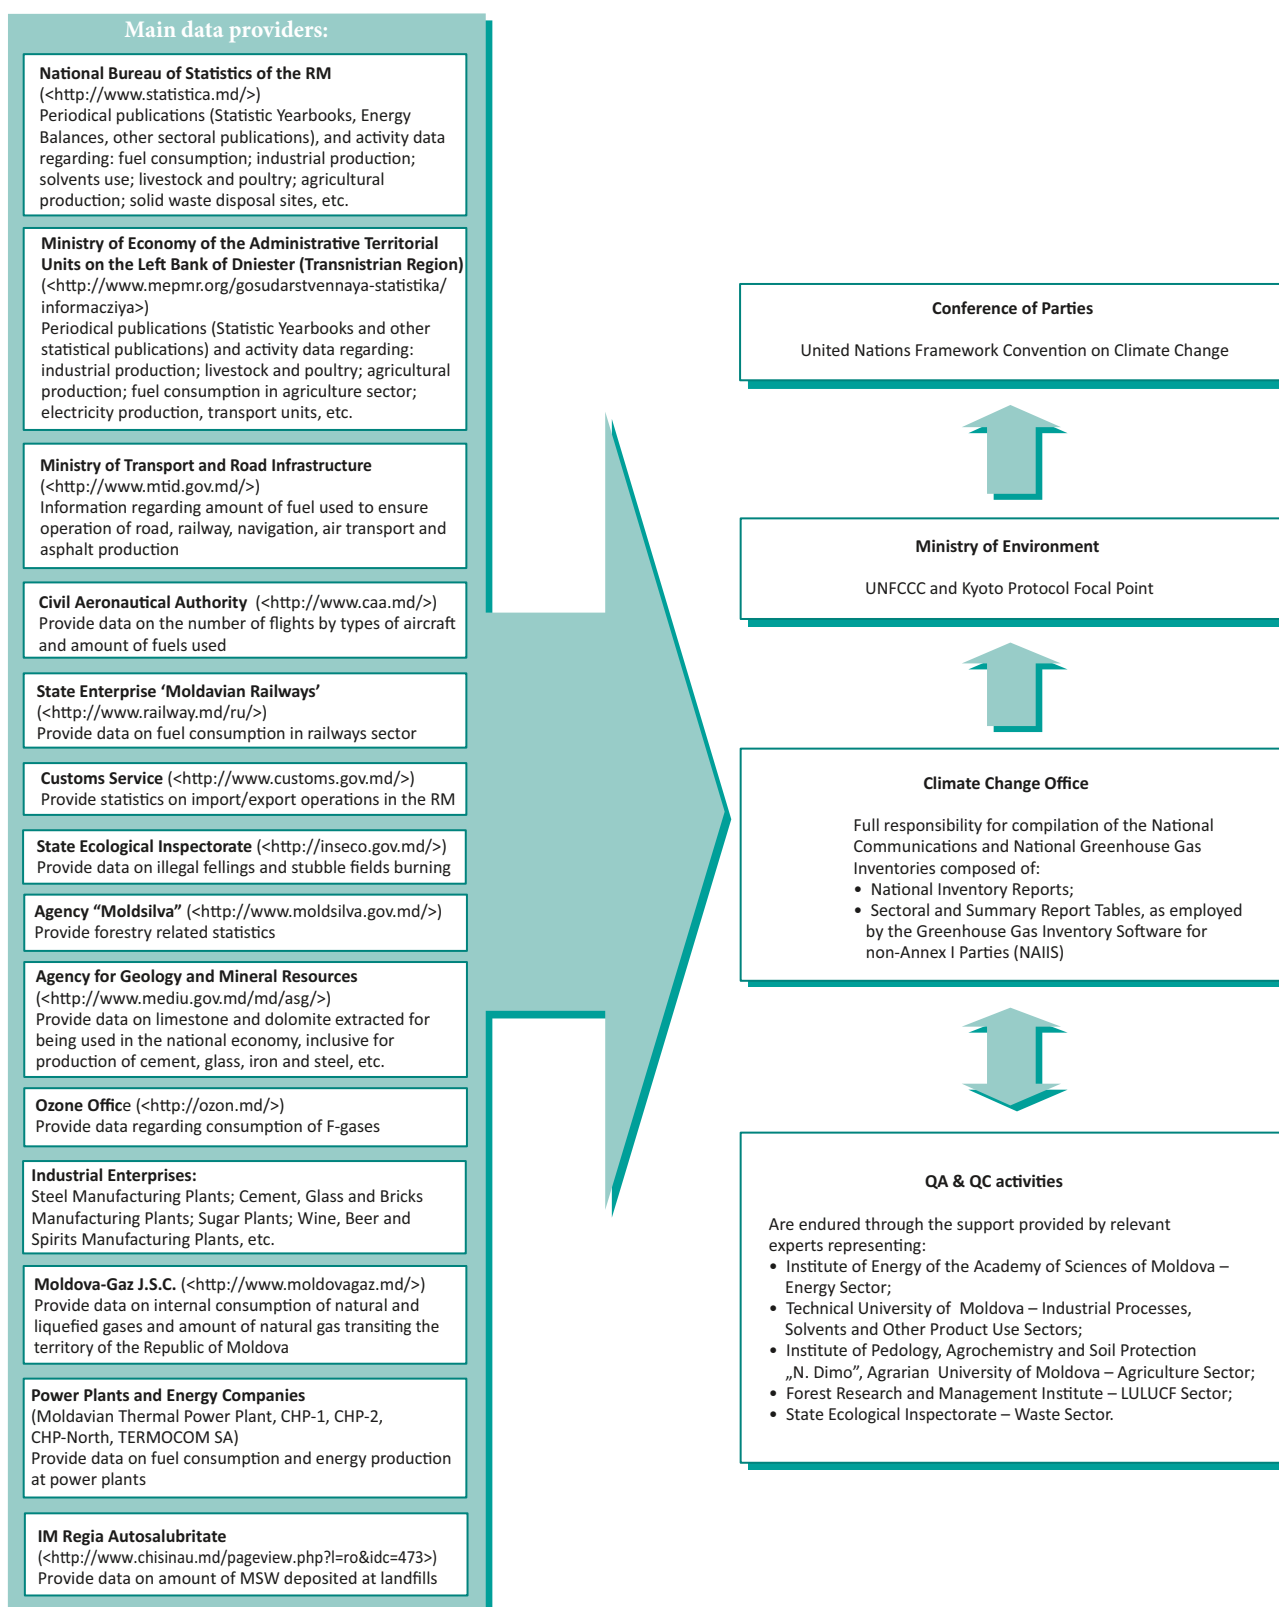 Main data providers:
National Bureau of Statistics of the RM
(<http://www.statistica.md/>)
Periodical publications (Statistic Yearbooks, Energy
Balances, other sectoral publications), and activity data
regarding: fuel consumption; industrial production;
solvents use; livestock and poultry; agricultural
production; solid waste disposal sites, etc.
Ministry of Economy of the Administrative Territorial
Units on the Left Bank of Dniester (Transnistrian Region)
(<http://www.mepmr.org/gosudarstvennaya-statistika/
informacziya>)
Periodical publications (Statistic Yearbooks and other
statistical publications) and activity data regarding:
industrial production; livestock and poultry; agricultural
production; fuel consumption in agriculture sector;
electricity production, transport units, etc.
Ministry of Transport and Road Infrastructure
(<http://www.mtid.gov.md/>)
Information regarding amount of fuel used to ensure
operation of road, railway, navigation, air transport and
asphalt production
Civil Aeronautical Authority (<http://www.caa.md/>)
Provide data on the number of flights by types of aircraft
and amount of fuels used
State Enterprise ‘Moldavian Railways’
(<http://www.railway.md/ru/>)
Provide data on fuel consumption in railways sector
Customs Service (<http://www.customs.gov.md/>)
Provide statistics on import/export operations in the RM
State Ecological Inspectorate (<http://inseco.gov.md/>)
Provide data on illegal fellings and stubble fields burning
Agency “Moldsilva” (<http://www.moldsilva.gov.md/>)
Provide forestry related statistics
Agency for Geology and Mineral Resources
(<http://www.mediu.gov.md/md/asg/>)
Provide data on limestone and dolomite extracted for
being used in the national economy, inclusive for
production of cement, glass, iron and steel, etc.
Ozone Office (<http://ozon.md/>)
Provide data regarding consumption of F-gases
Industrial Enterprises:
Steel Manufacturing Plants; Cement, Glass and Bricks
Manufacturing Plants; Sugar Plants; Wine, Beer and
Spirits Manufacturing Plants, etc.
Moldova-Gaz J.S.C. (<http://www.moldovagaz.md/>)
Provide data on internal consumption of natural and
liquefied gases and amount of natural gas transiting the
territory of the Republic of Moldova
Power Plants and Energy Companies
(Moldavian Thermal Power Plant, CHP-1, CHP-2,
CHP-North, TERMOCOM SA)
Provide data on fuel consumption and energy production
at power plants
IM Regia Autosalubritate
(<http://www.chisinau.md/pageview.php?l=ro&idc=473>)
Provide data on amount of MSW deposited at landfills
Conference of Parties
United Nations Framework Convention on Climate Change
Ministry of Environment
UNFCCC and Kyoto Protocol Focal Point
Climate Change Office
Full responsibility for compilation of the National
Communications and National Greenhouse Gas
Inventories composed of:
• National Inventory Reports;
• Sectoral and Summary Report Tables, as employed
by the Greenhouse Gas Inventory Software for
non-Annex I Parties (NAIIS)
QA & QC activities
Are endured through the support provided by relevant
experts representing:
• Institute of Energy of the Academy of Sciences of Moldova –
Energy Sector;
• Technical University of Moldova – Industrial Processes,
Solvents and Other Product Use Sectors;
• Institute of Pedology, Agrochemistry and Soil Protection
„N. Dimo”, Agrarian University of Moldova – Agriculture Sector;
• Forest Research and Management Institute – LULUCF Sector;
• State Ecological Inspectorate – Waste Sector.